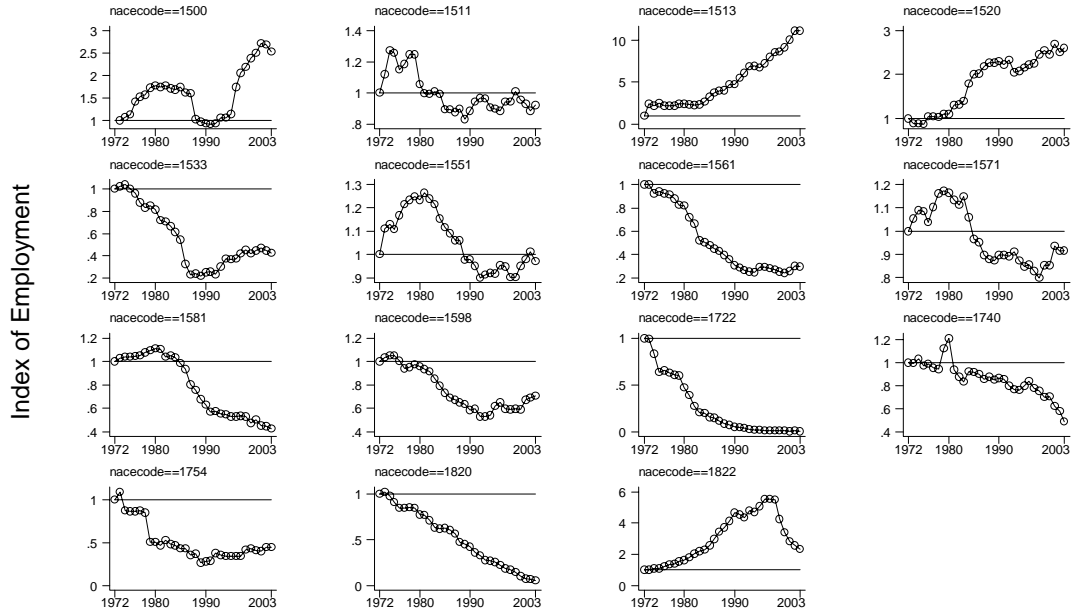 Index of Employment
nacecode==1500
3
2.5
2
1.5
1
1972 1980 1990 2003
nacecode==1511
1.4
1.2
1
.8
1972 1980 1990 2003
nacecode==1513
10
5
0
1972 1980 1990 2003
nacecode==1520
3
2
1
1972 1980 1990 2003
nacecode==1533
1
.8
.6
.4
.2
1972 1980 1990 2003
nacecode==1551
1.3
1.2
1.1
1
.9
1972 1980 1990 2003
nacecode==1561
1
.8
.6
.4
.2
1972 1980 1990 2003
nacecode==1571
1.2
1.1
1
.9
.8
1972 1980 1990 2003
nacecode==1581
1.2
1
.8
.6
.4
1972 1980 1990 2003
nacecode==1598
1.2
1
.8
.6
.4
1972 1980 1990 2003
nacecode==1722
1
.5
0
1972 1980 1990 2003
nacecode==1740
1.2
1
.8
.6
.4
1972 1980 1990 2003
nacecode==1754
1
.5
0
1972 1980 1990 2003
nacecode==1820
1
.5
0
1972 1980 1990 2003
nacecode==1822
6
4
2
0
1972 1980 1990 2003